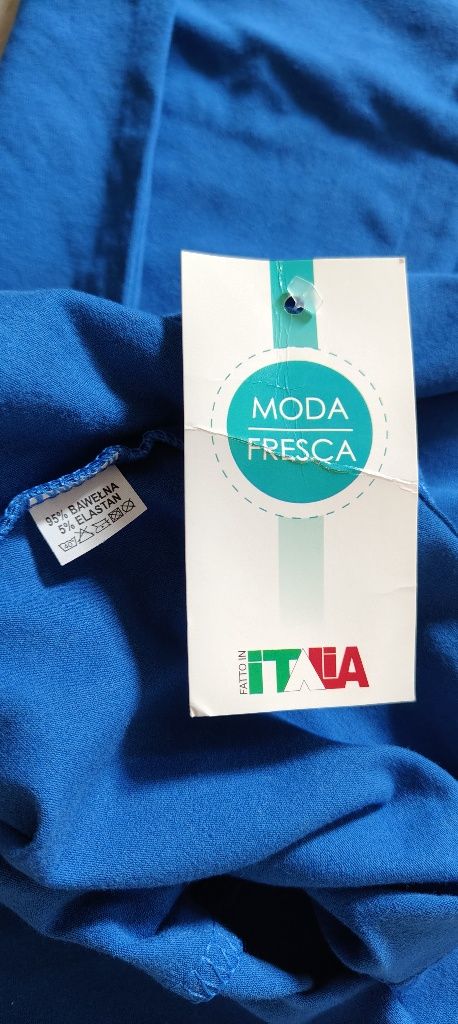 MODA
FRESCA
95% BAWEŁNA
5% ELASTAN
FATTO IN
iTALiA